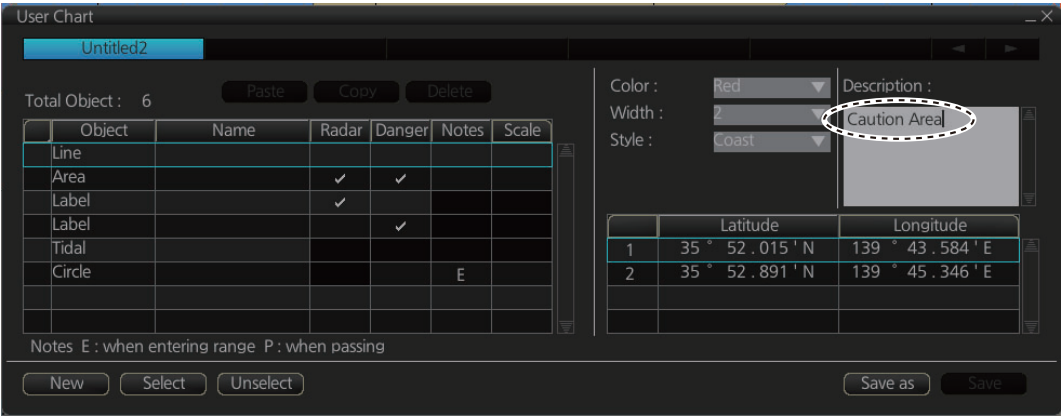 User Chart
Untitled2
Total Object : 6
Paste Copy Delete
Object Name Radar Danger Notes Scale
Line
Area ✓ ✓
Label ✓
Label ✓
Tidal
Circle E
Notes E : when entering range P : when passing
Color : Red
Width : 2
Style : Coast
Description :
Caution Area
Latitude Longitude
1 35 ° 52 . 015 ' N 139 ° 43 . 584 ' E
2 35 ° 52 . 891 ' N 139 ° 45 . 346 ' E
New Select Unselect Save as Save